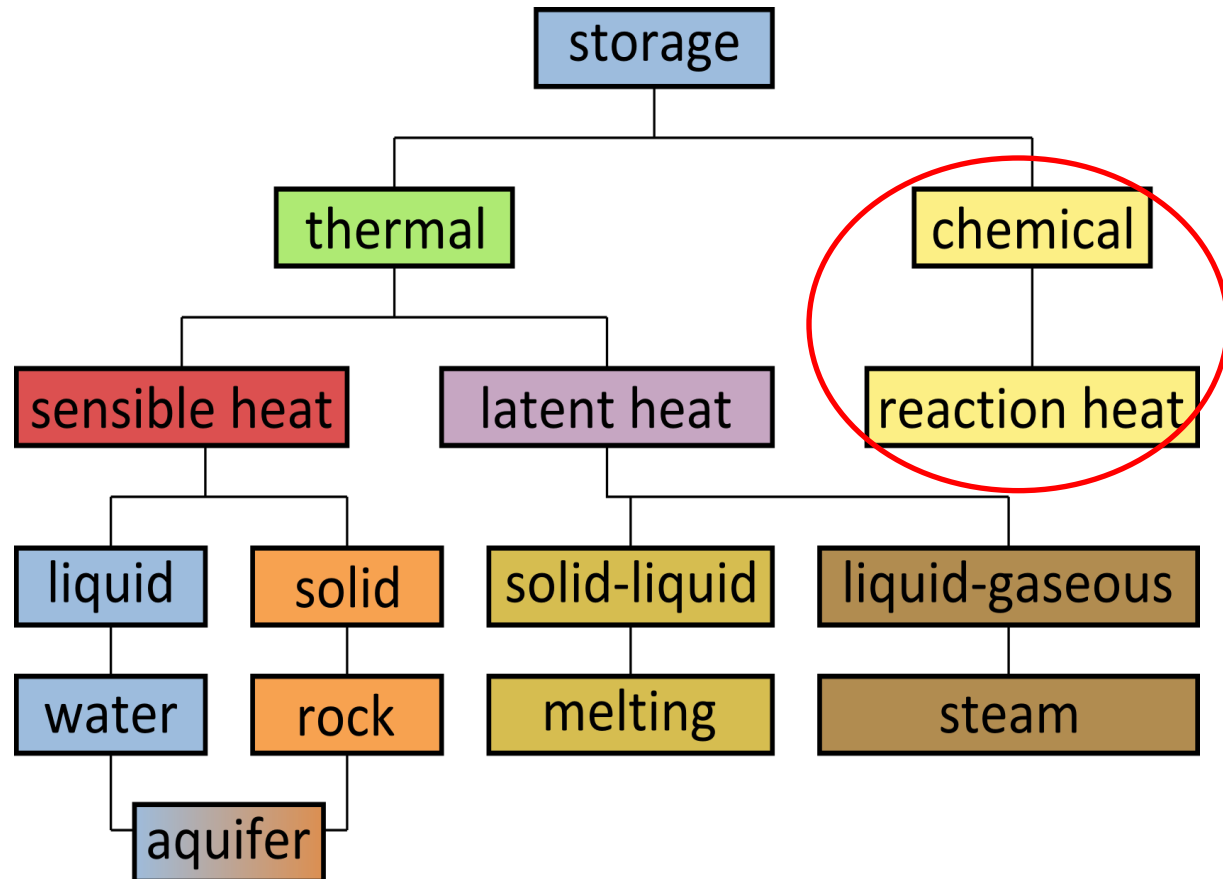 storage
thermal
chemical
sensible heat
latent heat
reaction heat
liquid
solid
solid-liquid
liquid-gaseous
water
rock
melting
steam
aquifer